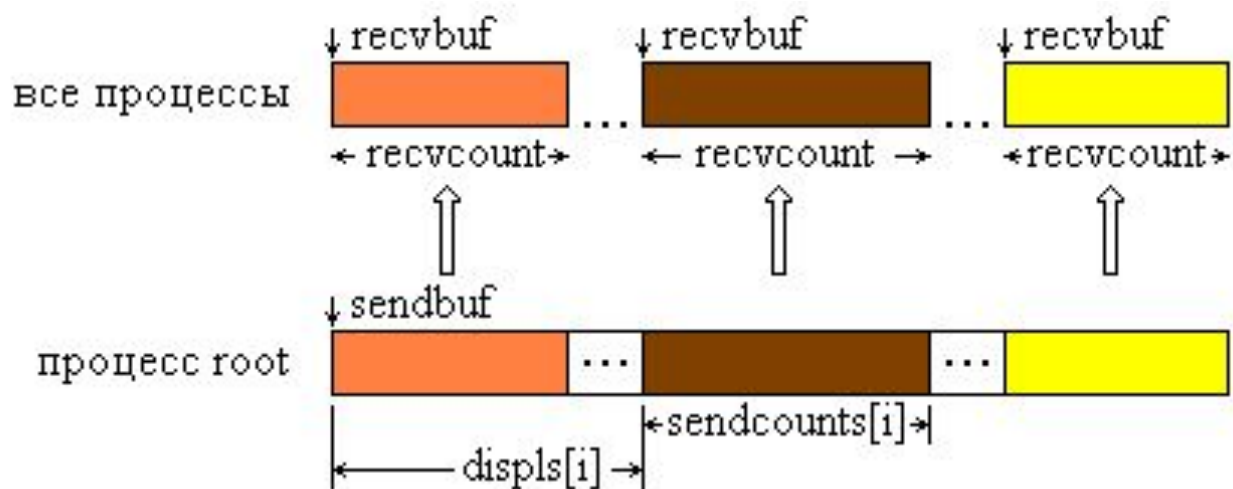 recvbuf recvbuf recvbuf
все процессы
... ...
recvcount recvcount recvcount
sendbuf
процесс root ... ...
sendcounts[i]
displs[i]